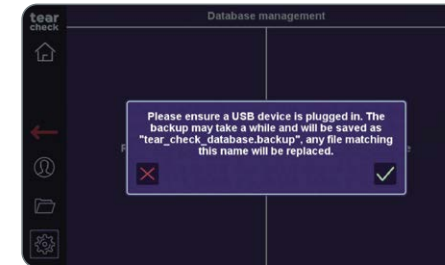 tear
check
Database management
Please ensure a USB device is plugged in. The
backup may take a while and will be saved as
"tear_check_database.backup", any file matching
this name will be replaced.